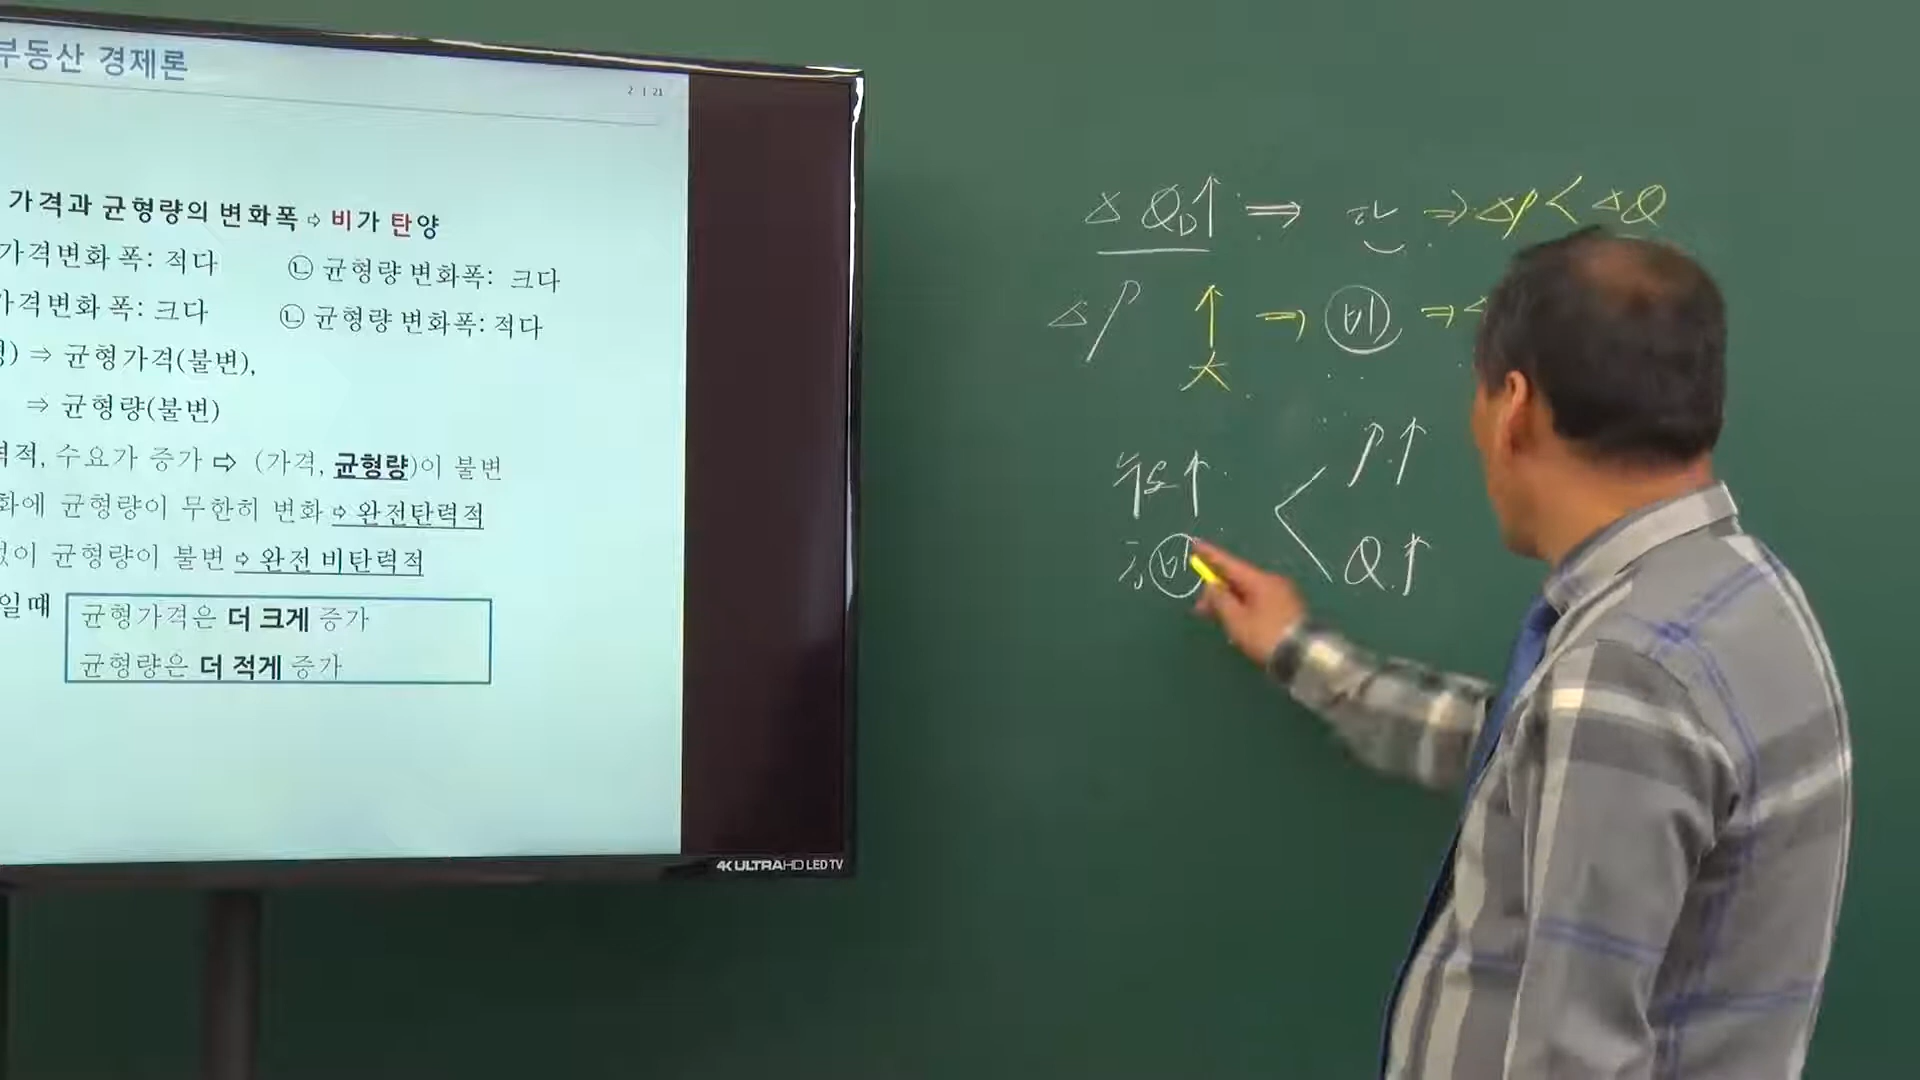 부동산 경제론
2 | 21
가격과 균형량의 변화폭 ⇨ 비가 탄양
가격변화 폭: 적다 ㉡ 균형량 변화폭: 크다
가격변화 폭: 크다 ㉡ 균형량 변화폭: 적다
) ⇒ 균형가격(불변),
⇒ 균형량(불변)
력적, 수요가 증가 ⇨ (가격, 균형량)이 불변
화에 균형량이 무한히 변화 ⇨ 완전탄력적
없이 균형량이 불변 ⇨ 완전 비탄력적
일때
균형가격은 더 크게 증가
균형량은 더 적게 증가
4K ULTRA HD LED TV
△ QD↑ ⇒ 탄 ⇒ △P < △Q
△P ↑ ⇒ 비 ⇒
大
수요↑ < P↑
비 Q↑